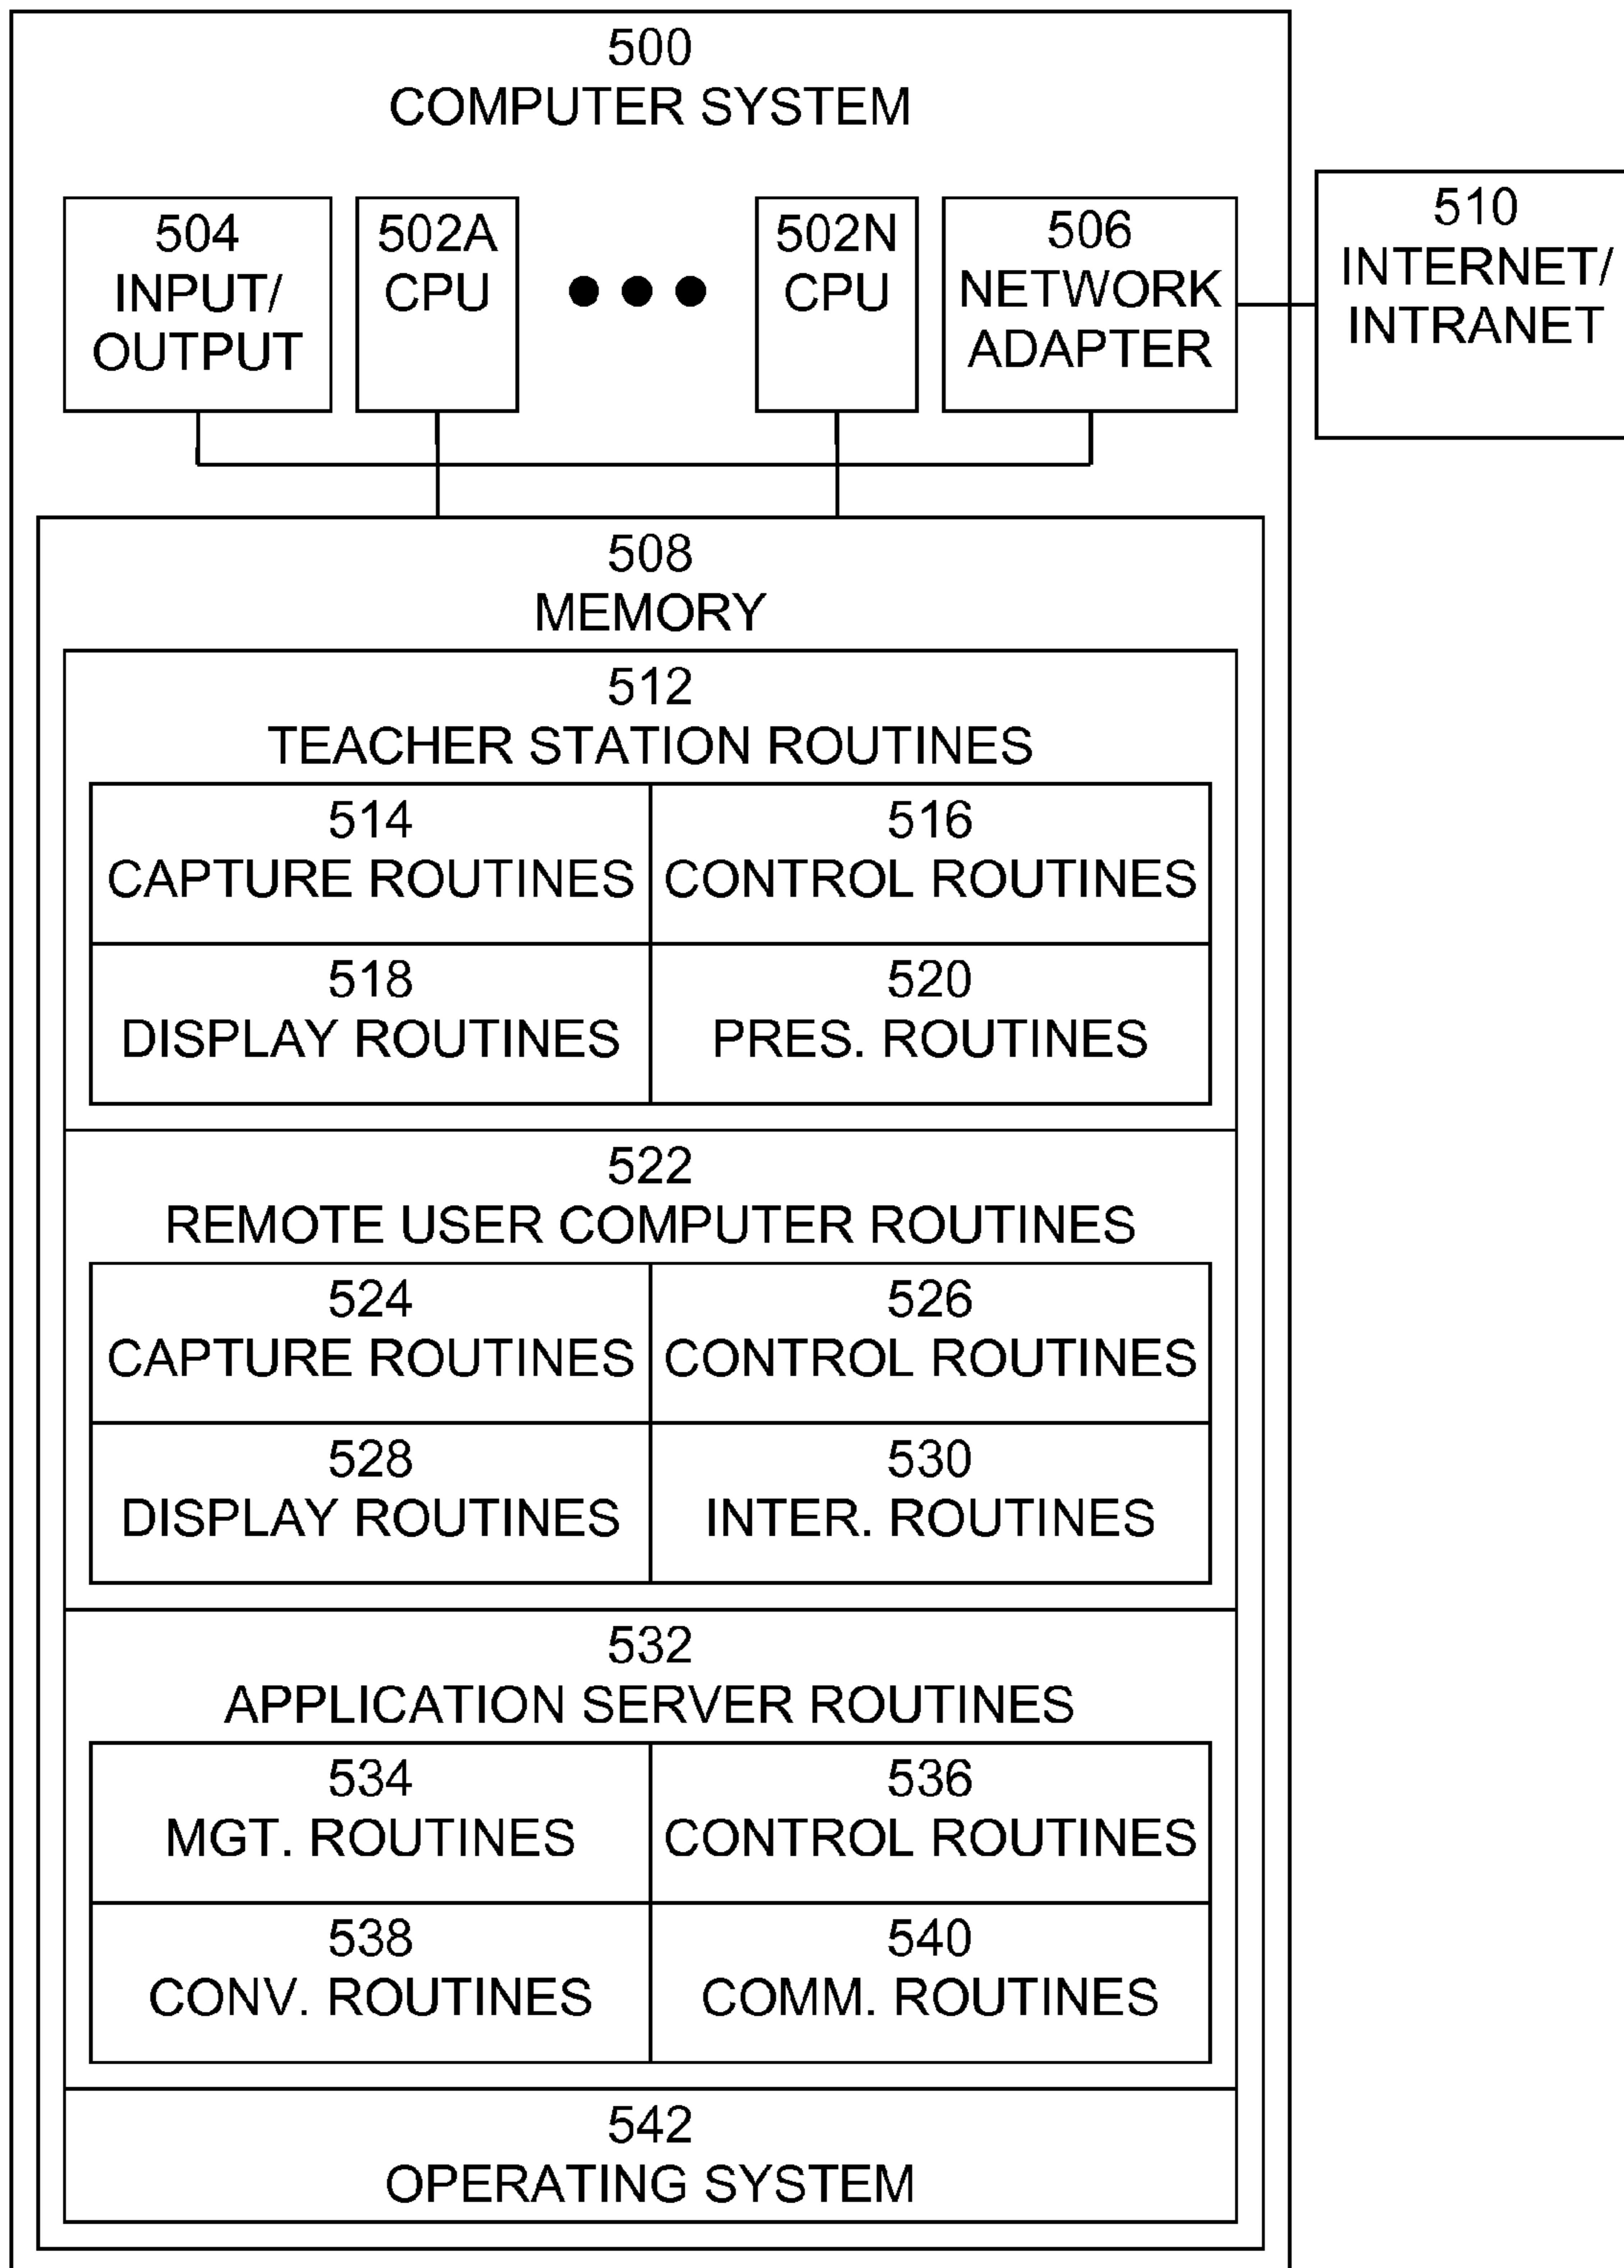 500
COMPUTER SYSTEM
504
INPUT/
OUTPUT
502A
CPU
502N
CPU
506
NETWORK
ADAPTER
510
INTERNET/
INTRANET
508
MEMORY
512
TEACHER STATION ROUTINES
514
CAPTURE ROUTINES
516
CONTROL ROUTINES
518
DISPLAY ROUTINES
520
PRES. ROUTINES
522
REMOTE USER COMPUTER ROUTINES
524
CAPTURE ROUTINES
526
CONTROL ROUTINES
528
DISPLAY ROUTINES
530
INTER. ROUTINES
532
APPLICATION SERVER ROUTINES
534
MGT. ROUTINES
536
CONTROL ROUTINES
538
CONV. ROUTINES
540
COMM. ROUTINES
542
OPERATING SYSTEM